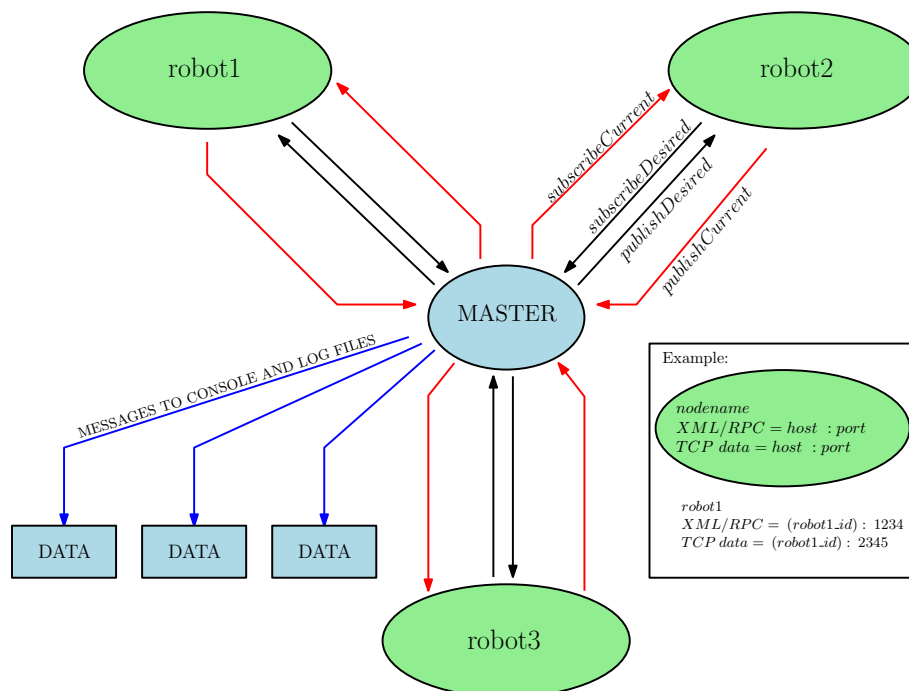 robot1
robot2
subscribeCurrent
subscribeDesired
publishDesired
publishCurrent
MASTER
MESSAGES TO CONSOLE AND LOG FILES
Example:
nodename
XML/RPC = host : port
TCP data = host : port
robot1
XML/RPC = (robot1_id) : 1234
TCP data = (robot1_id) : 2345
DATA
DATA
DATA
robot3